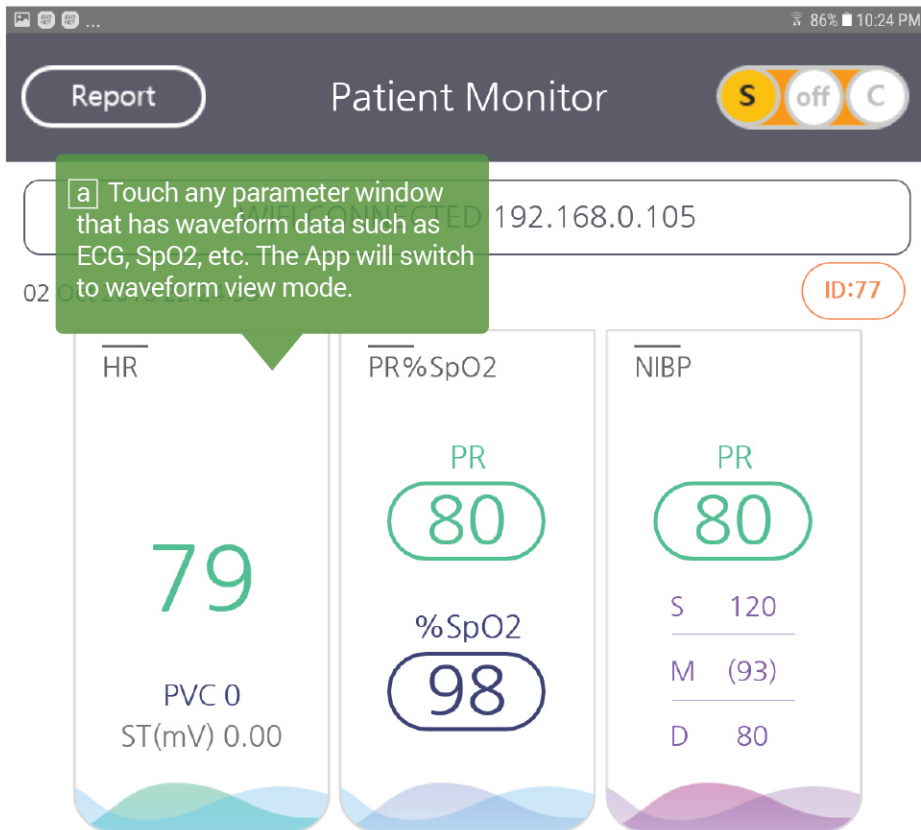 86% 10:24 PM
Report
Patient Monitor
S off C
a Touch any parameter window
that has waveform data such as
ECG, SpO2, etc. The App will switch
to waveform view mode.
CONNECTED 192.168.0.105
02
ID:77
HR
79
PVC 0
ST(mV) 0.00
PR%SpO2
PR
80
%SpO2
98
NIBP
PR
80
S 120
M (93)
D 80